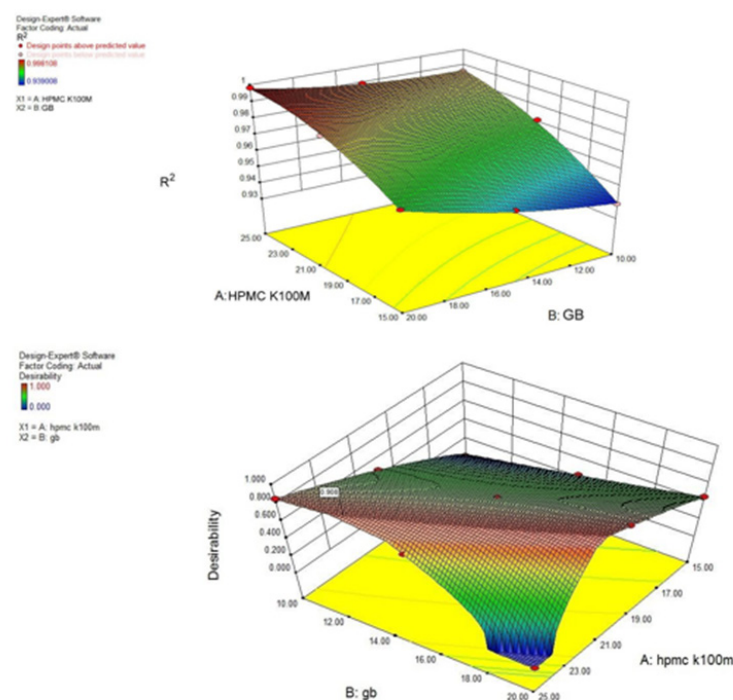 Design-Expert® Software
Factor Coding: Actual
R2
Design points above predicted value
Design points below predicted value
0.998108
0.939008
X1 = A: HPMC K100M
X2 = B: GB
R2
1
0.99
0.98
0.97
0.96
0.95
0.94
0.93
25.00
23.00
21.00
19.00
17.00
15.00
20.00
18.00
16.00
14.00
12.00
10.00
A:HPMC K100M
B: GB
Design-Expert® Software
Factor Coding: Actual
Desirability
1.000
0.000
X1 = A: hpmc k100m
X2 = B: gb
Desirability
1.000
0.800
0.600
0.400
0.200
0.000
10.00
12.00
14.00
16.00
18.00
20.00
25.00
23.00
21.00
19.00
17.00
15.00
B: gb
A: hpmc k100m